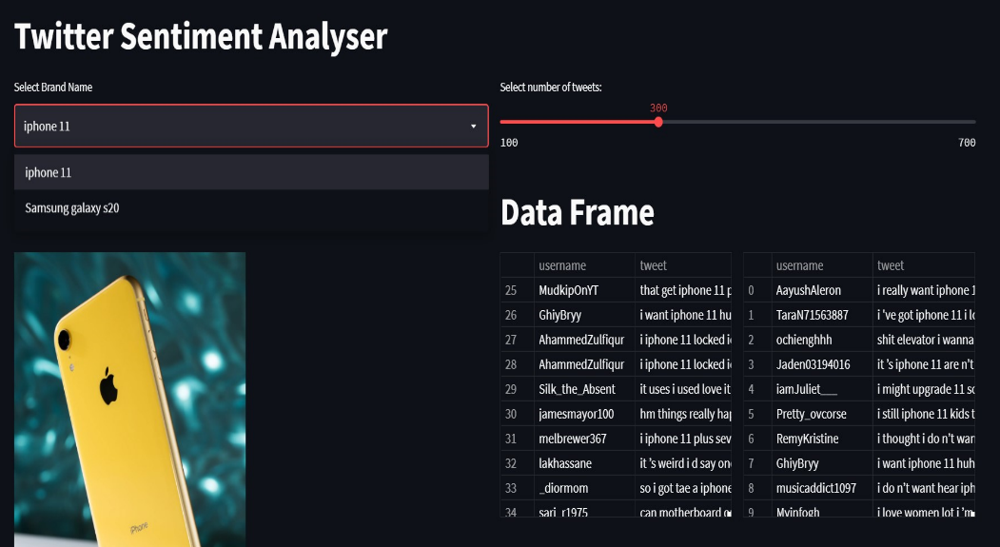 Twitter Sentiment Analyser
Select Brand Name
iphone 11
iphone 11
Samsung galaxy s20
Select number of tweets:
300
100 700
Data Frame
username tweet
25 MudkipOnYT that get iphone 11 p
26 GhiyBryy i want iphone 11 hu
27 AhammedZulfiqur i iphone 11 locked i
28 AhammedZulfiqur i iphone 11 locked i
29 Silk_the_Absent it uses i used love it
30 jamesmayor100 hm things really hap
31 melbrewer367 i iphone 11 plus sev
32 lakhassane it 's weird i d say on
33 _diormom so i got tae a iphone
34 sari_r1975 can motherboard
username tweet
0 AayushAleron i really want iphone 1
1 TaraN71563887 i 've got iphone 11 i l
2 ochienghhh shit elevator i wanna
3 Jaden03194016 it 's iphone 11 are n't
4 iamJuliet___ i might upgrade 11 s
5 Pretty_ovcorse i still iphone 11 kids t
6 RemyKristine i thought i do n't wan
7 GhiyBryy i want iphone 11 huh
8 musicaddict1097 i do n't want hear iph
9 Myinfogh i love women lot i 'm
iPhone